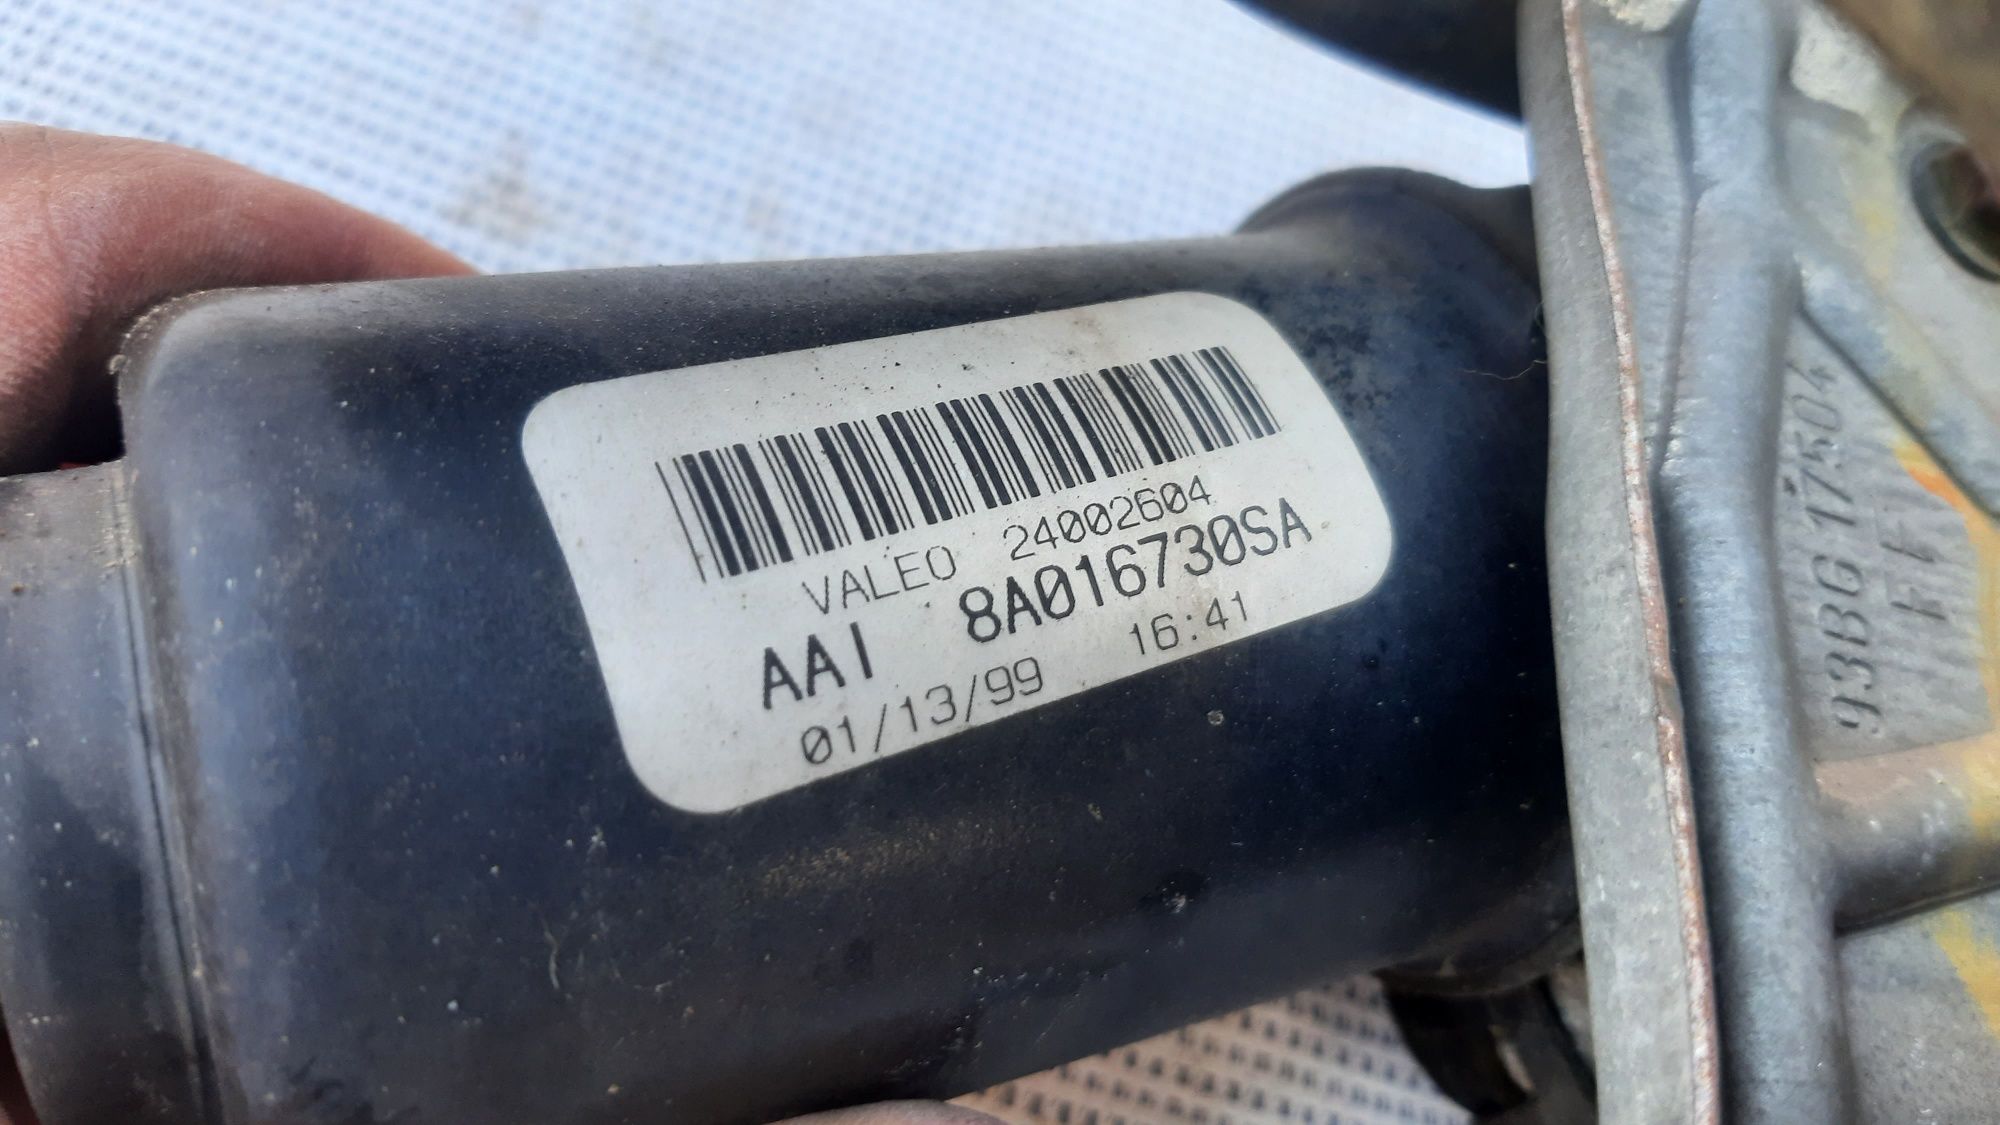 VALEO 24002604
AAI 8A016730SA
01/13/99 16:41
93BG 17504